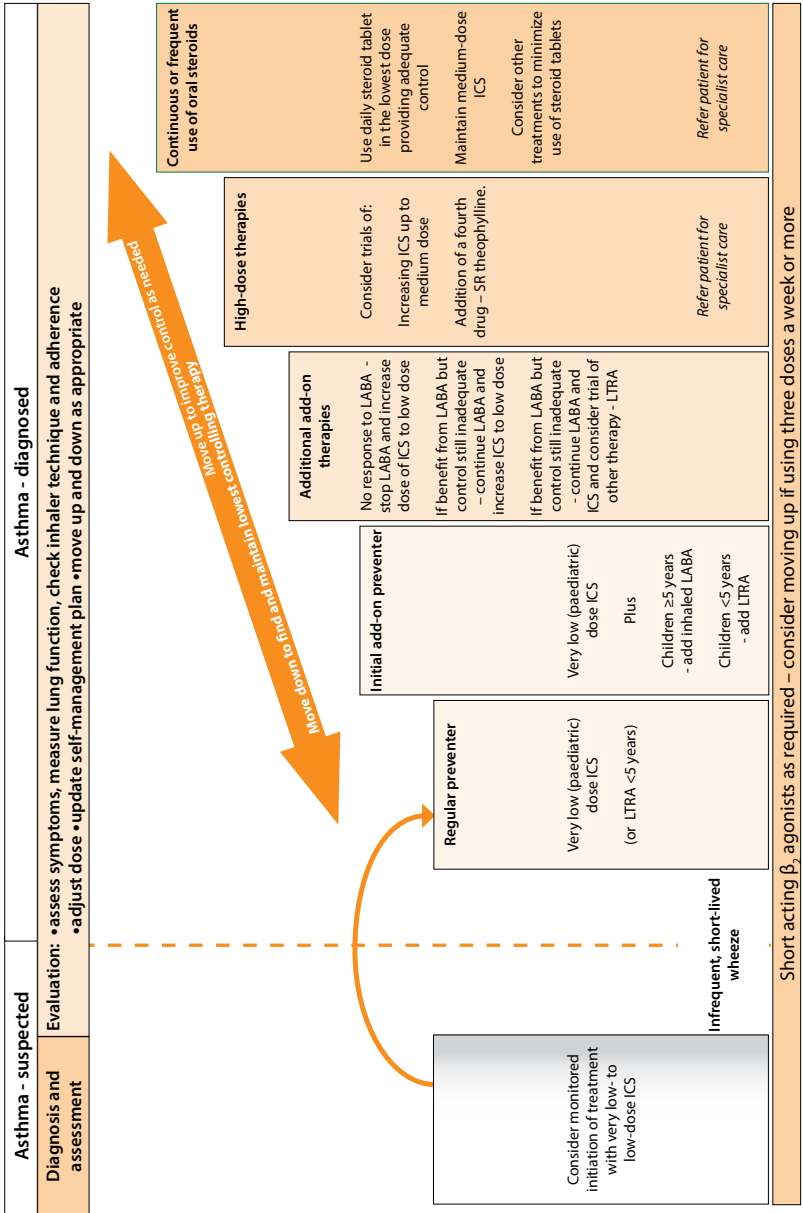 Asthma - suspected
Asthma - diagnosed
Diagnosis and
assessment
Evaluation: •assess symptoms, measure lung function, check inhaler technique and adherence
•adjust dose •update self-management plan •move up and down as appropriate
Move up to improve control as needed
Move down to find and maintain lowest controlling therapy
Consider monitored
initiation of treatment
with very low- to
low-dose ICS
Infrequent, short-lived
wheeze
Regular preventer
Very low (paediatric)
dose ICS
(or LTRA <5 years)
Initial add-on preventer
Very low (paediatric)
dose ICS
Plus
Children ≥5 years
- add inhaled LABA
Children <5 years
- add LTRA
Additional add-on
therapies
No response to LABA -
stop LABA and increase
dose of ICS to low dose
If benefit from LABA but
control still inadequate
– continue LABA and
increase ICS to low dose
If benefit from LABA but
control still inadequate
- continue LABA and
ICS and consider trial of
other therapy - LTRA
High-dose therapies
Consider trials of:
Increasing ICS up to
medium dose
Addition of a fourth
drug – SR theophylline.
Refer patient for
specialist care
Continuous or frequent
use of oral steroids
Use daily steroid tablet
in the lowest dose
providing adequate
control
Maintain medium-dose
ICS
Consider other
treatments to minimize
use of steroid tablets
Refer patient for
specialist care
Short acting β₂ agonists as required – consider moving up if using three doses a week or more